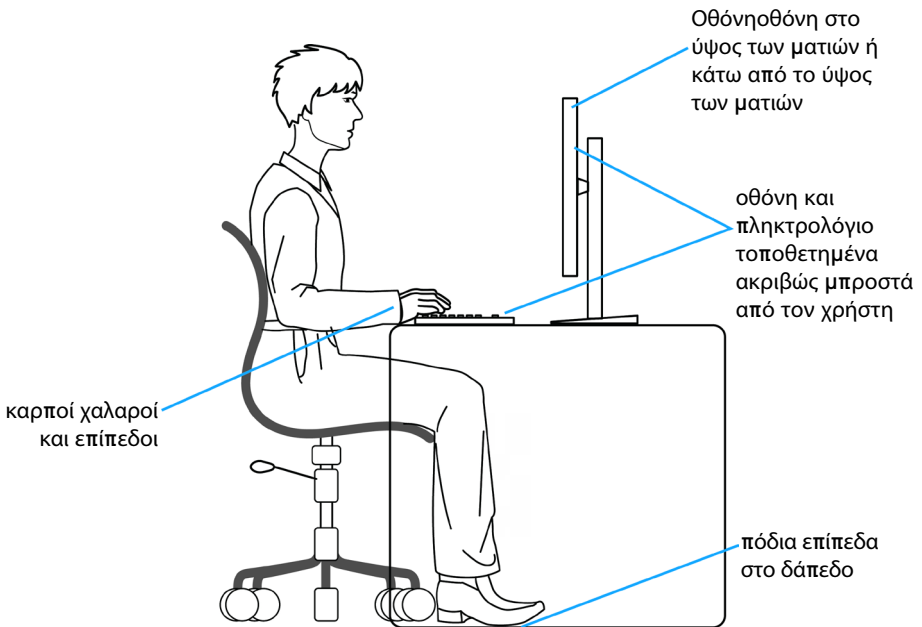 Οθόνηοθόνη στο
ύψος των ματιών ή
κάτω από το ύψος
των ματιών
οθόνη και
πληκτρολόγιο
τοποθετημένα
ακριβώς μπροστά
από τον χρήστη
καρποί χαλαροί
και επίπεδοι
πόδια επίπεδα
στο δάπεδο